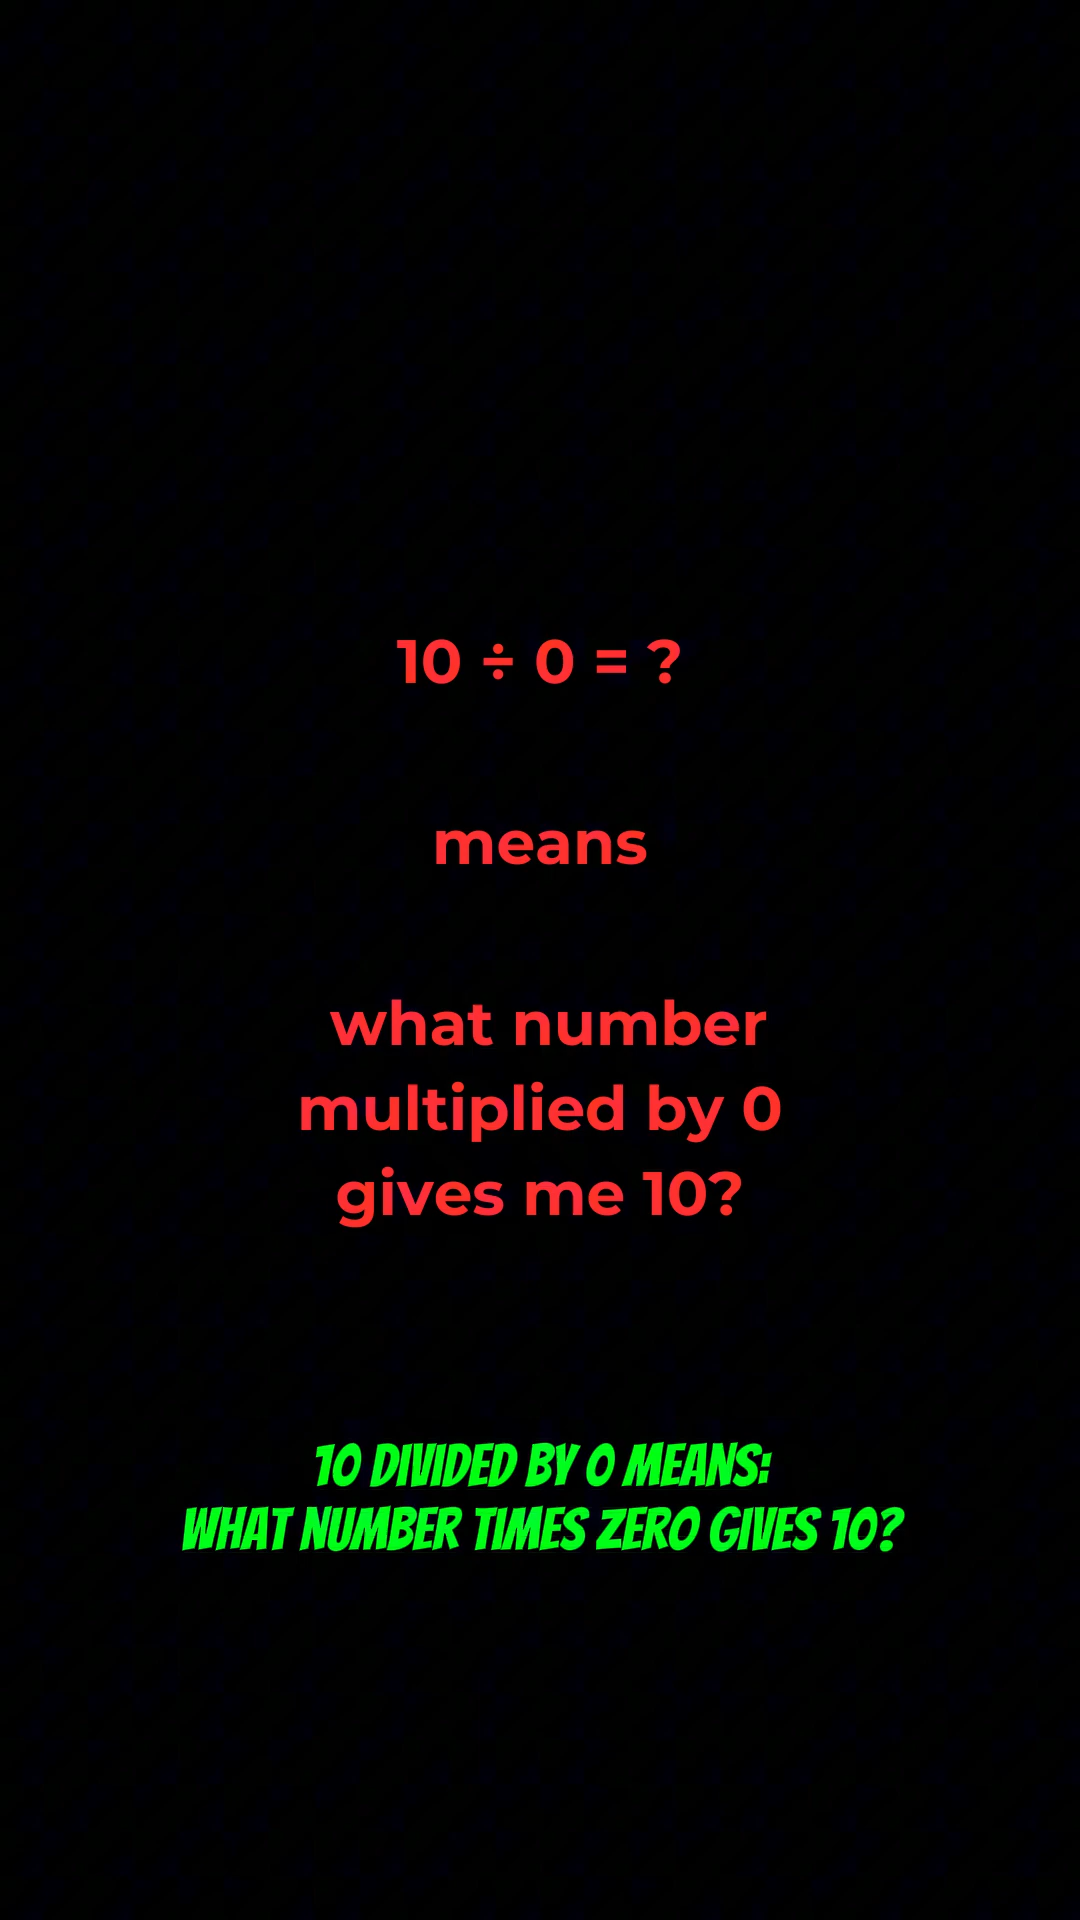 10 ÷ 0 = ?
means
what number
multiplied by 0
gives me 10?
10 DIVIDED BY 0 MEANS:
WHAT NUMBER TIMES ZERO GIVES 10?